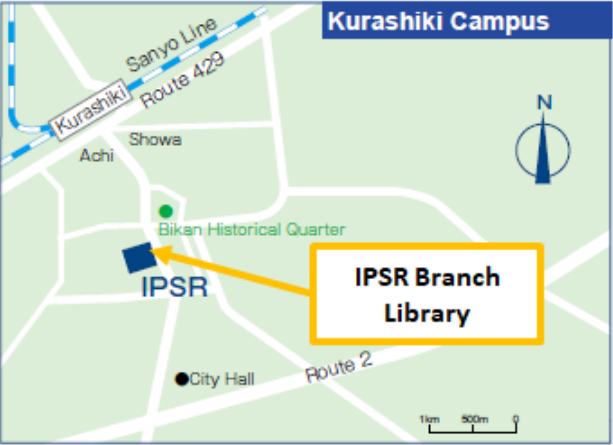 Kurashiki Campus
Sanyo Line
Route 429
Kurashiki
N
Showa
Achi
Bikan Historical Quarter
IPSR Branch
Library
IPSR
Route 2
City Hall
1km 500m 0